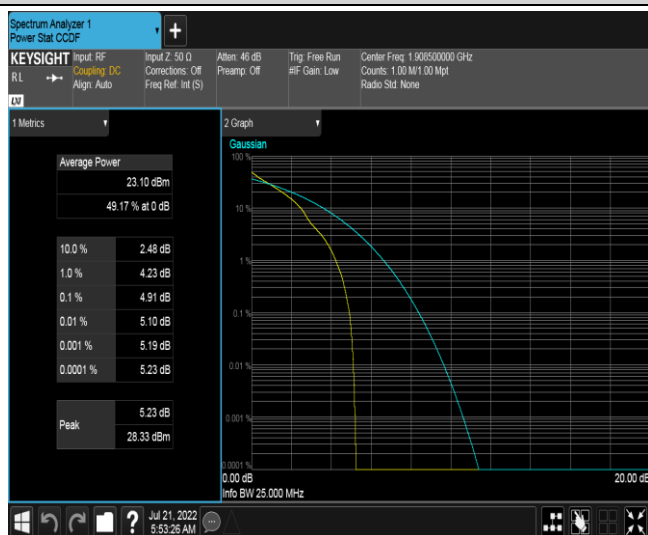 Spectrum Analyzer 1
Power Stat CCDF
+
KEYSIGHT
Input: RF
Input Z: 50 Ω
Atten: 46 dB
Trig: Free Run
Center Freq: 1.908500000 GHz
RL
Coupling: DC
Corrections: Off
Preamp: Off
#IF Gain: Low
Counts: 1.00 M/1.00 Mpt
Align: Auto
Freq Ref: Int (S)
Radio Std: None
LXI
1 Metrics
2 Graph
Gaussian
Average Power
23.10 dBm
49.17 % at 0 dB
10.0 % 2.48 dB
1.0 % 4.23 dB
0.1 % 4.91 dB
0.01 % 5.10 dB
0.001 % 5.19 dB
0.0001 % 5.23 dB
Peak
5.23 dB
28.33 dBm
100 %
10 %
1 %
0.1 %
0.01 %
0.001 %
0.0001 %
0.00 dB
20.00 dB
Info BW 25.000 MHz
?
Jul 21, 2022
5:53:26 AM